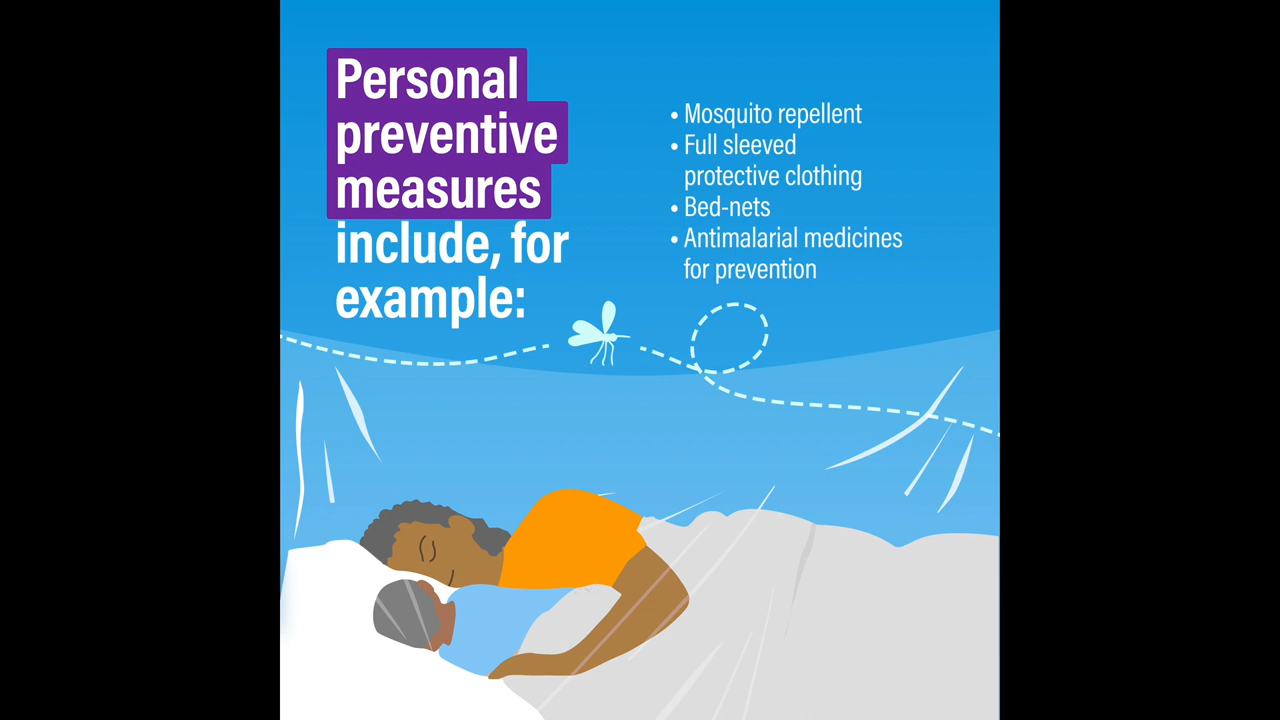 Personal
preventive
measures
include, for
example:
• Mosquito repellent
• Full sleeved
protective clothing
• Bed-nets
• Antimalarial medicines
for prevention